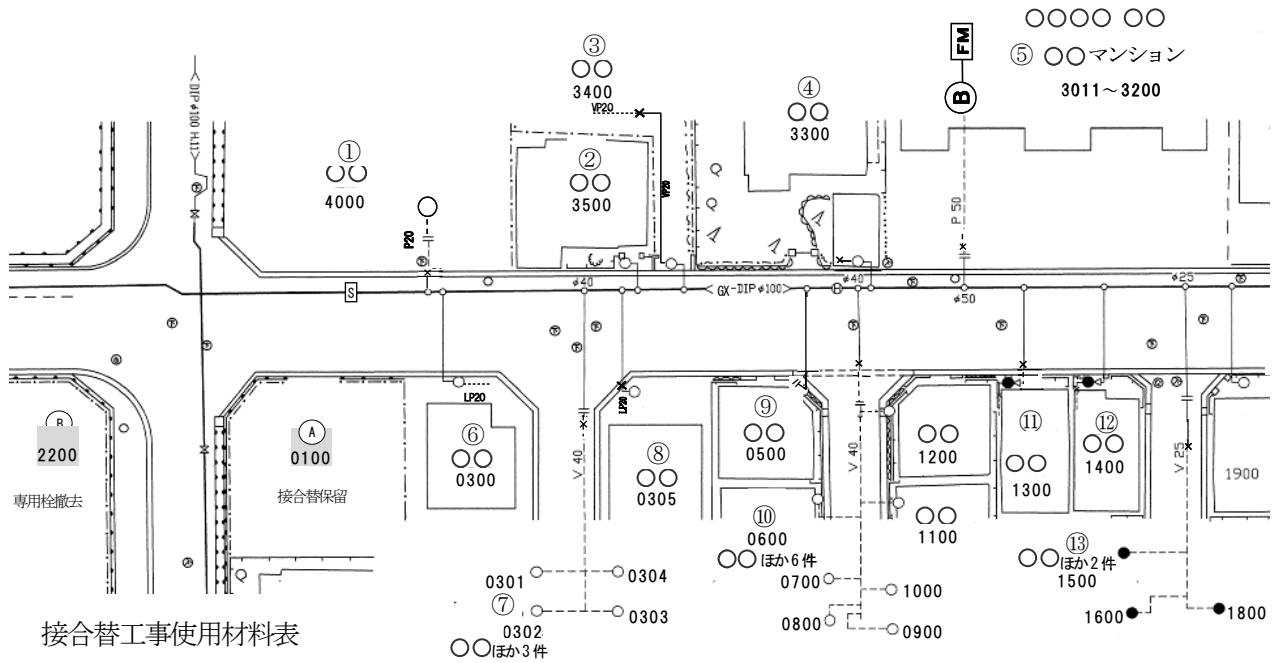 ○○○○ ○○
⑤ ○○マンション
3011～3200
FM
B
③
○○
3400
VP20
④
○○
3300
DIP φ100 H.11
①
○○
4000
②
○○
3500
VP20
P20
P 50
S
φ40
GX-DIP φ100
H
φ40
φ50
φ25
B
2200
専用栓撤去
A
0100
接合替保留
LP20
⑥
○○
0300
V 40
LP20
⑧
○○
0305
⑨
○○
0500
V 40
○○
1200
⑪
○○
1300
⑫
○○
1400
V 25
1900
⑩
0600
○○ほか6件
○○
1100
⑬
○○ほか2件
1500
0301
0304
0700
1000
⑦
0302
0303
○○ほか3件
0800
0900
1600
1800
接合替工事使用材料表